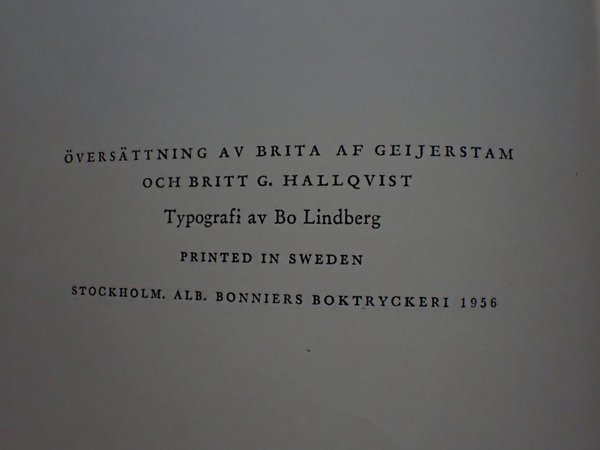 ÖVERSÄTTNING AV BRITA AF GEIJERSTAM
OCH BRITT G. HALLQVIST
Typografi av Bo Lindberg
PRINTED IN SWEDEN
STOCKHOLM. ALB. BONNIERS BOKTRYCKERI 1956